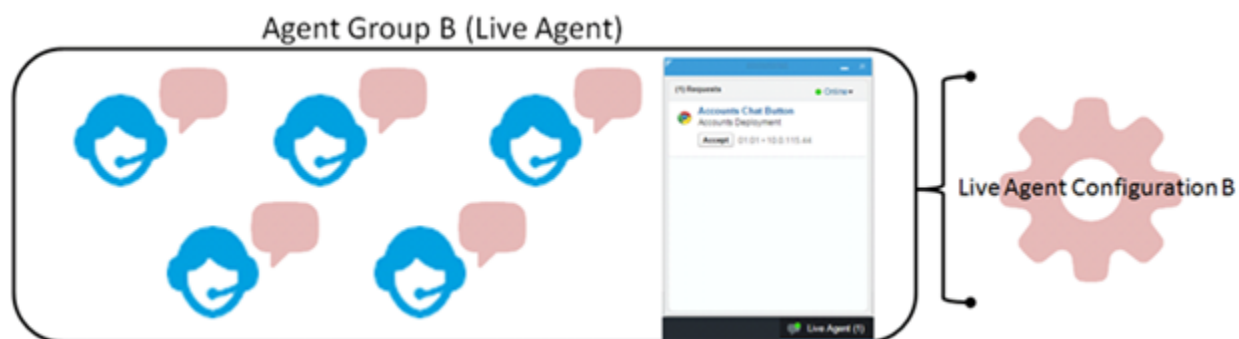 Agent Group B (Live Agent)
(1) Requests
Online
Accounts Chat Button
Accounts Deployment
Accept 01:01 • 10.0.115.44
Live Agent (1)
Live Agent Configuration B